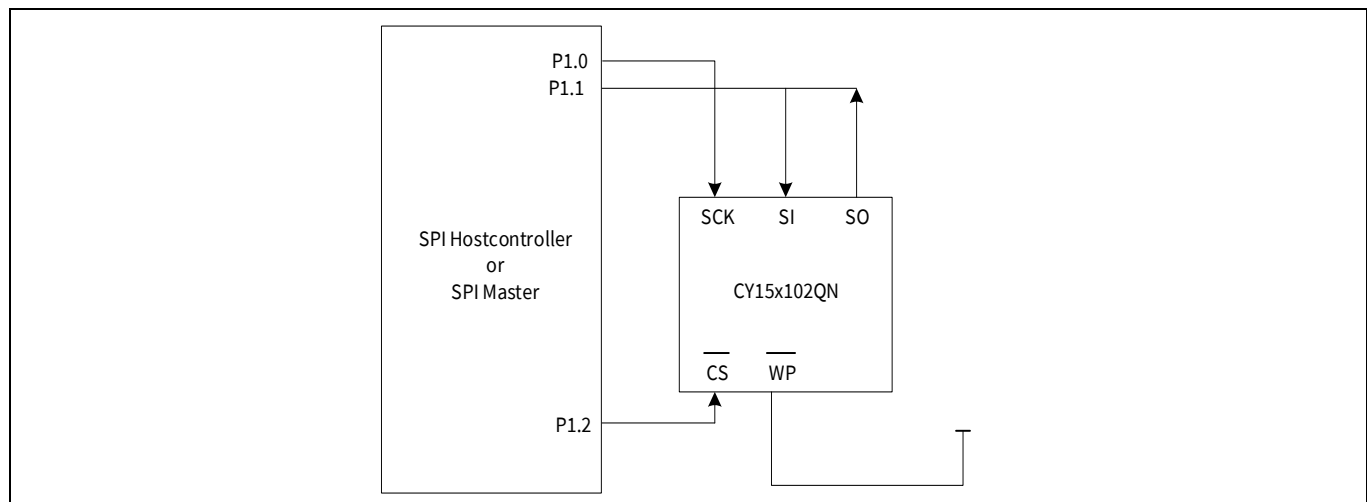 P1.0
P1.1
SCK SI SO
SPI Hostcontroller
or
SPI Master
CY15x102QN
CS WP
P1.2